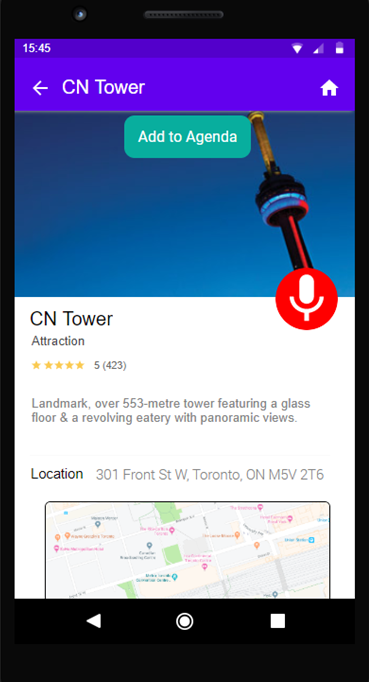 15:45
CN Tower
Add to Agenda
CN Tower
Attraction
5 (423)
Landmark, over 553-metre tower featuring a glass
floor & a revolving eatery with panoramic views.
Location 301 Front St W, Toronto, ON M5V 2T6